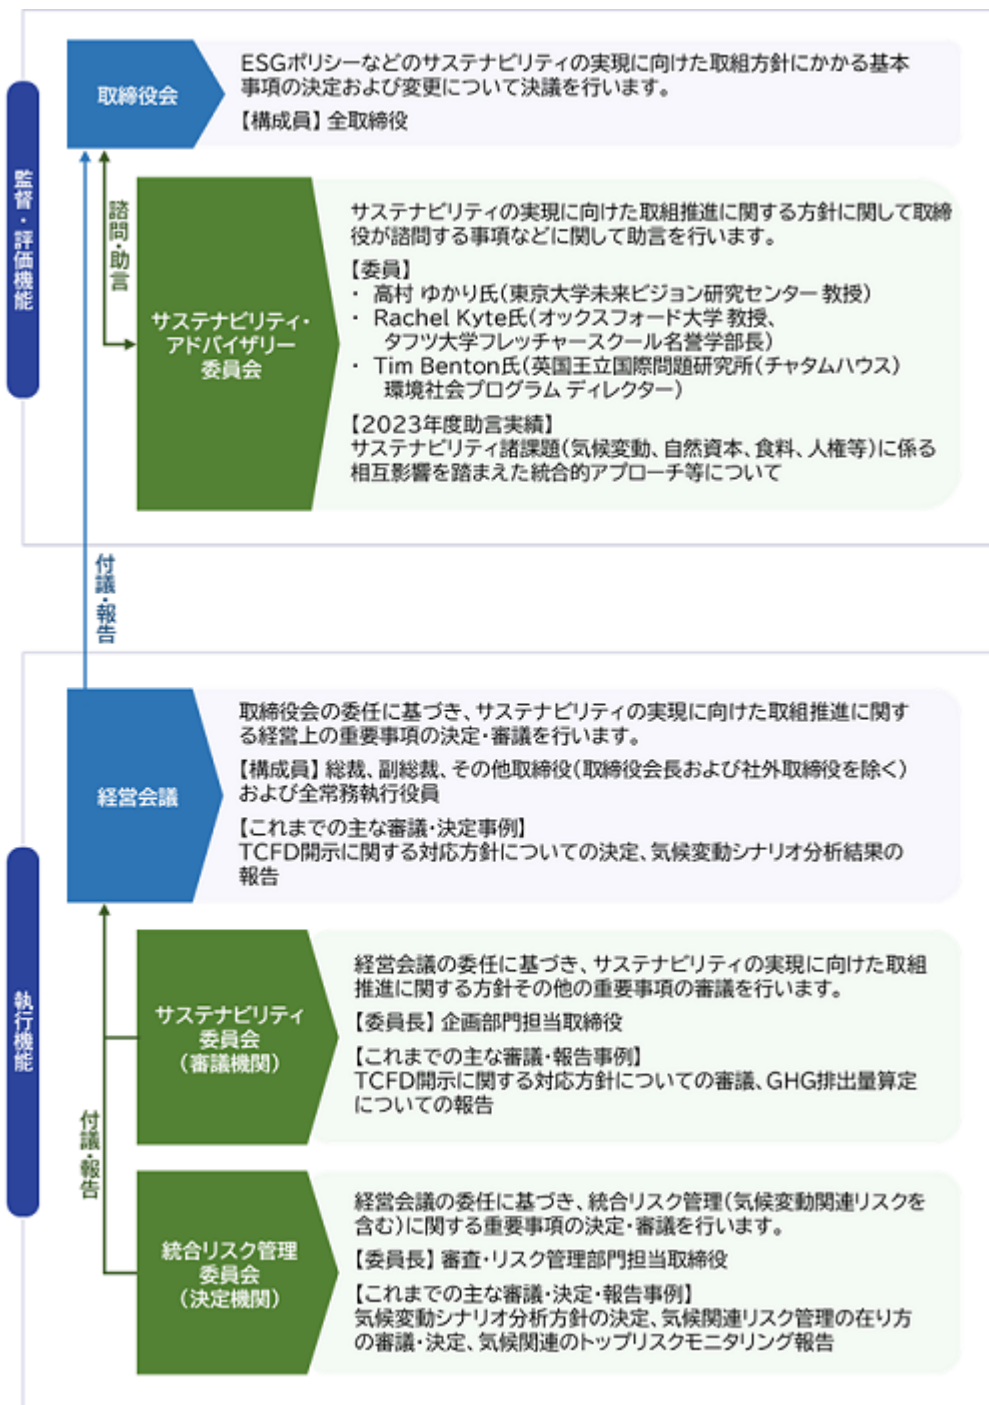 監督・評価機能
取締役会
ESGポリシーなどのサステナビリティの実現に向けた取組方針にかかる基本
事項の決定および変更について決議を行います。
【構成員】 全取締役
諮問・助言
サステナビリティ・
アドバイザリー
委員会
サステナビリティの実現に向けた取組推進に関する方針に関して取締
役が諮問する事項などに関して助言を行います。
【委員】
・ 高村 ゆかり氏(東京大学未来ビジョン研究センター 教授)
・ Rachel Kyte氏(オックスフォード大学 教授、
タフツ大学フレッチャースクール名誉学部長)
・ Tim Benton氏(英国王立国際問題研究所(チャタムハウス)
環境社会プログラム ディレクター)
【2023年度助言実績】
サステナビリティ諸課題(気候変動、自然資本、食料、人権等)に係る
相互影響を踏まえた統合的アプローチ等について
付議・報告
執行機能
経営会議
取締役会の委任に基づき、サステナビリティの実現に向けた取組推進に関す
る経営上の重要事項の決定・審議を行います。
【構成員】 総裁、副総裁、その他取締役(取締役会長および社外取締役を除く)
および全常務執行役員
【これまでの主な審議・決定事例】
TCFD開示に関する対応方針についての決定、気候変動シナリオ分析結果の
報告
付議・報告
サステナビリティ
委員会
(審議機関)
経営会議の委任に基づき、サステナビリティの実現に向けた取組
推進に関する方針その他の重要事項の審議を行います。
【委員長】 企画部門担当取締役
【これまでの主な審議・報告事例】
TCFD開示に関する対応方針についての審議、GHG排出量算定
についての報告
統合リスク管理
委員会
(決定機関)
経営会議の委任に基づき、統合リスク管理(気候変動関連リスクを
含む)に関する重要事項の決定・審議を行います。
【委員長】 審査・リスク管理部門担当取締役
【これまでの主な審議・決定・報告事例】
気候変動シナリオ分析方針の決定、気候関連リスク管理の在り方
の審議・決定、気候関連のトップリスクモニタリング報告